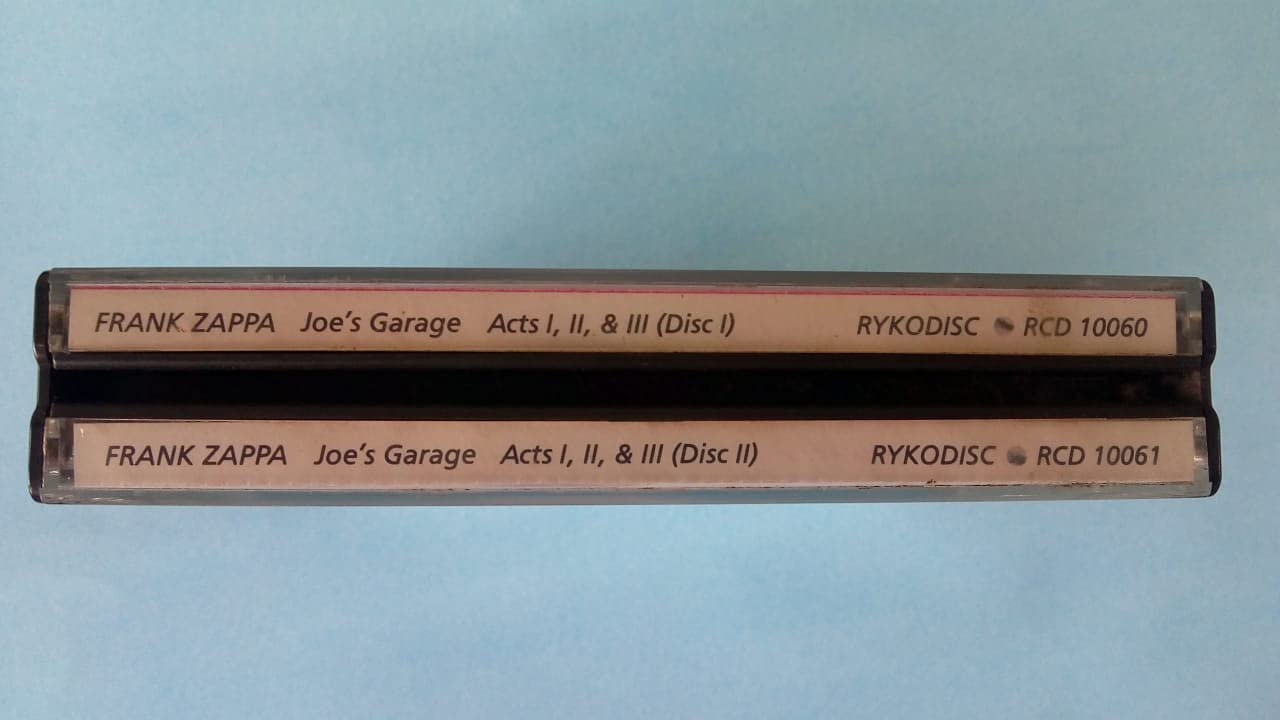 FRANK ZAPPA Joe's Garage Acts I, II, & III (Disc I) RYKODISC RCD 10060
FRANK ZAPPA Joe's Garage Acts I, II, & III (Disc II) RYKODISC RCD 10061